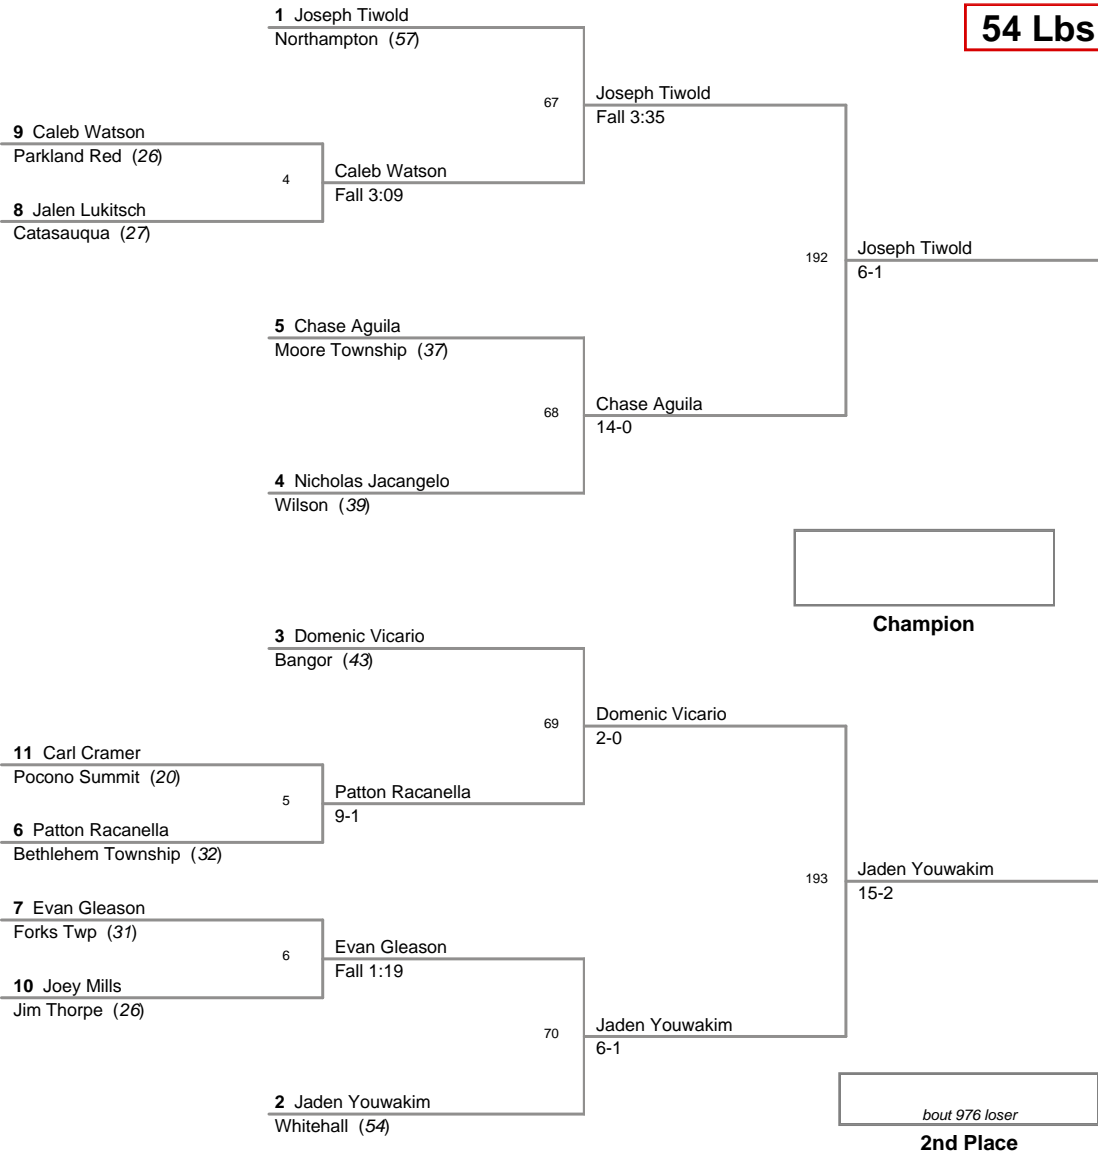 1 Joseph Tiwold
54 Lbs
Northampton (57)
67
Joseph Tiwold
Fall 3:35
9 Caleb Watson
Parkland Red (26)
4
Caleb Watson
Fall 3:09
8 Jalen Lukitsch
Catasauqua (27)
192
Joseph Tiwold
6-1
5 Chase Aguila
Moore Township (37)
68
Chase Aguila
14-0
4 Nicholas Jacangelo
Wilson (39)
Champion
3 Domenic Vicario
Bangor (43)
69
Domenic Vicario
2-0
11 Carl Cramer
Pocono Summit (20)
5
Patton Racanella
9-1
6 Patton Racanella
Bethlehem Township (32)
193
Jaden Youwakim
15-2
7 Evan Gleason
Forks Twp (31)
6
Evan Gleason
Fall 1:19
10 Joey Mills
Jim Thorpe (26)
70
Jaden Youwakim
6-1
2 Jaden Youwakim
Whitehall (54)
bout 976 loser
2nd Place